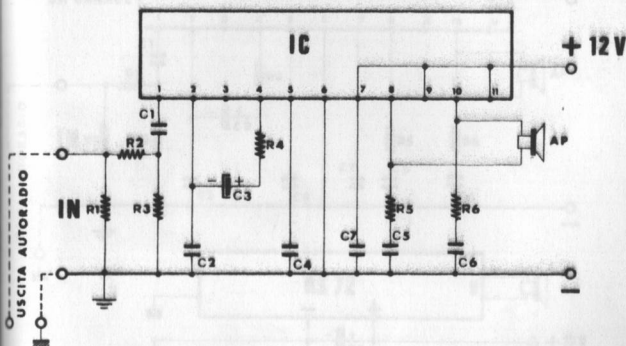 IC
+ 12 V
1 2 3 4 5 6 7 8 9 10 11
C1
R2
R4
AP
- + C3
IN
R1
R3
R5
R6
C2
C4
C7
C5
C6
USCITA AUTORADIO